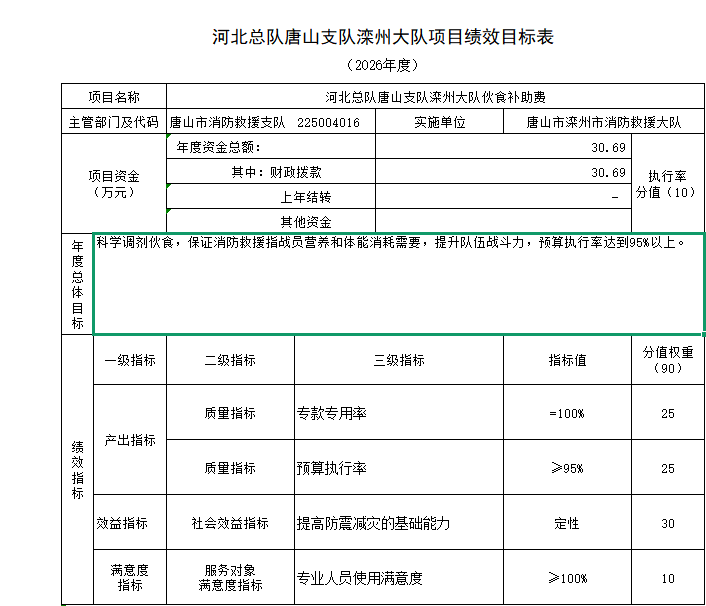 河北总队唐山支队滦州大队项目绩效目标表
（2026年度）
项目名称 河北总队唐山支队滦州大队伙食补助费
主管部门及代码 唐山市消防救援支队 225004016 实施单位 唐山市滦州市消防救援大队
项目资金
（万元）
年度资金总额： 30.69
其中：财政拨款 30.69
上年结转 -
其他资金
执行率
分值（10）
年度总体目标
科学调剂伙食，保证消防救援指战员营养和体能消耗需要，提升队伍战斗力，预算执行率达到95%以上。
绩效指标
一级指标 二级指标 三级指标 指标值 分值权重
（90）
产出指标
质量指标 专款专用率 =100% 25
质量指标 预算执行率 ≥95% 25
效益指标 社会效益指标 提高防震减灾的基础能力 定性 30
满意度
指标
服务对象
满意度指标
专业人员使用满意度 ≥100% 10